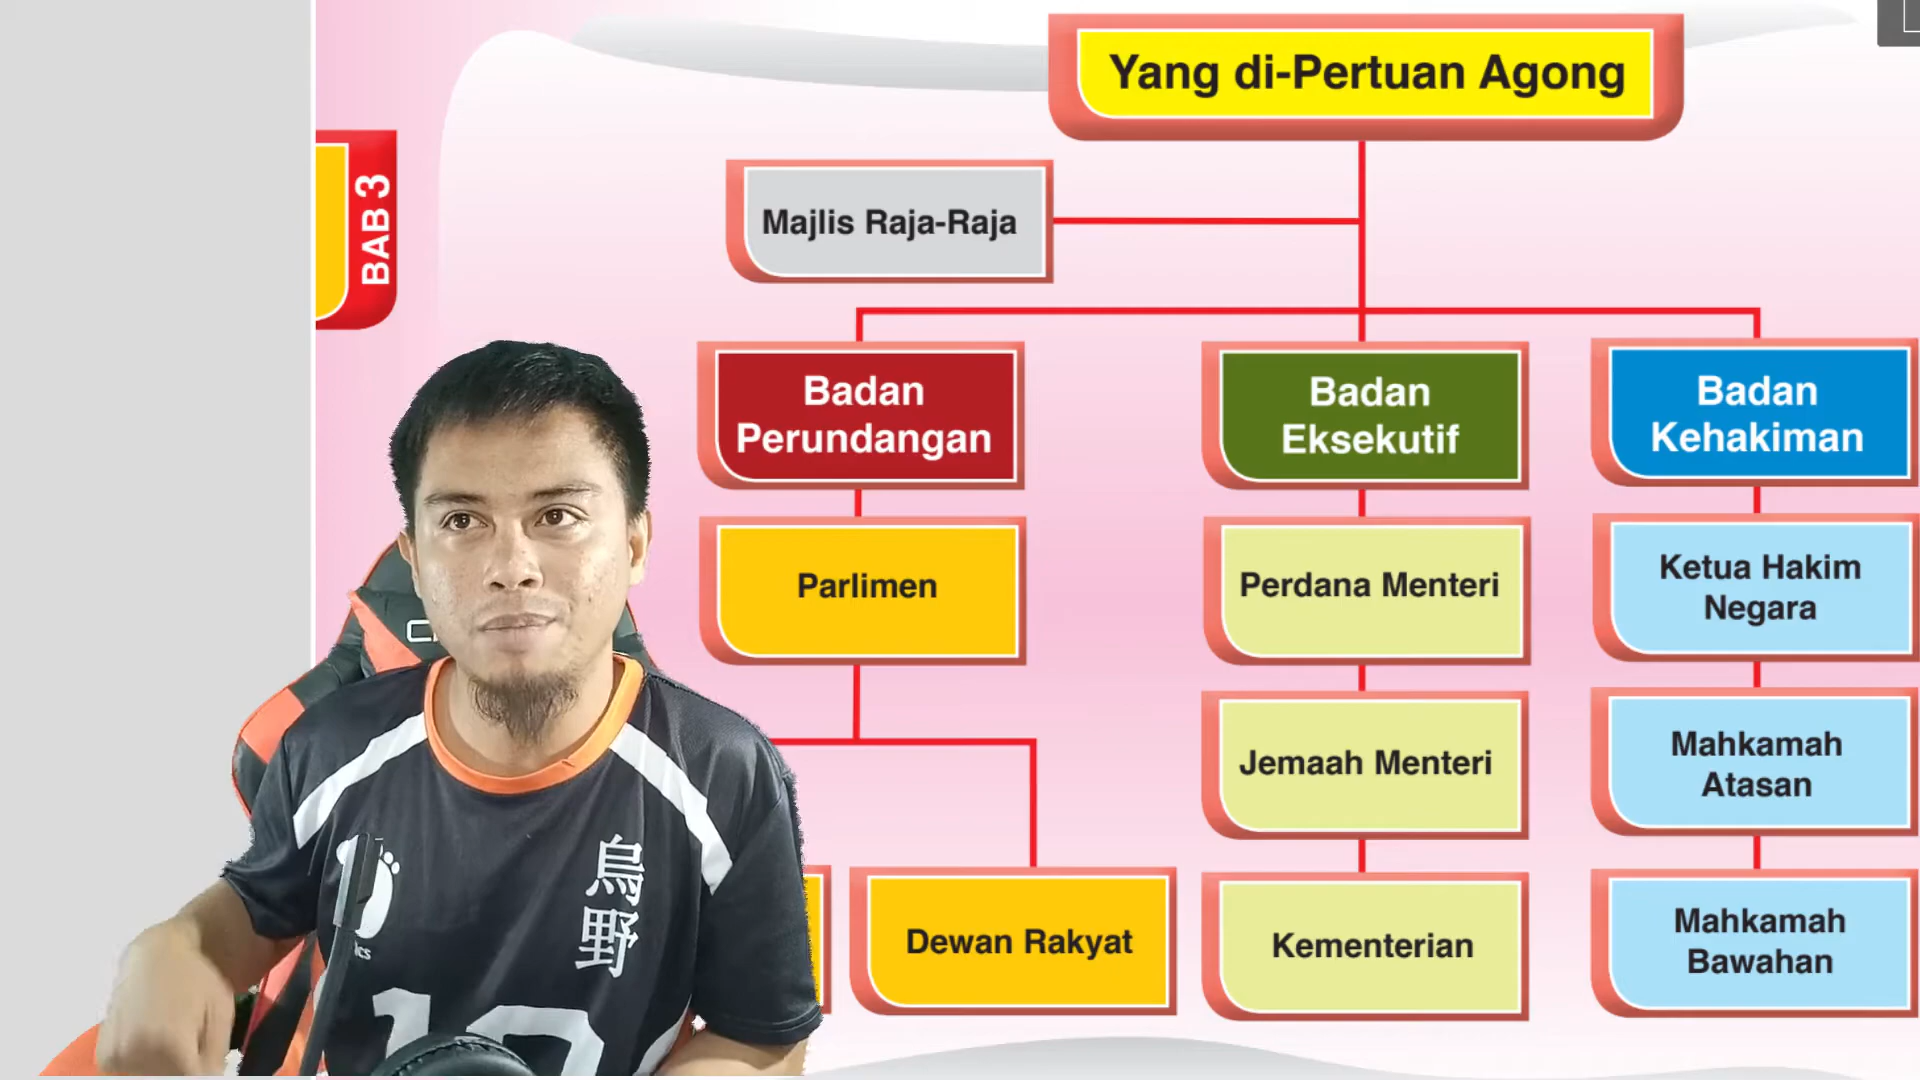 Yang di-Pertuan Agong
Majlis Raja-Raja
BAB 3
Badan
Perundangan
Badan
Eksekutif
Badan
Kehakiman
Parlimen
Perdana Menteri
Ketua Hakim
Negara
Jemaah Menteri
Mahkamah
Atasan
Dewan Rakyat
Kementerian
Mahkamah
Bawahan
烏野